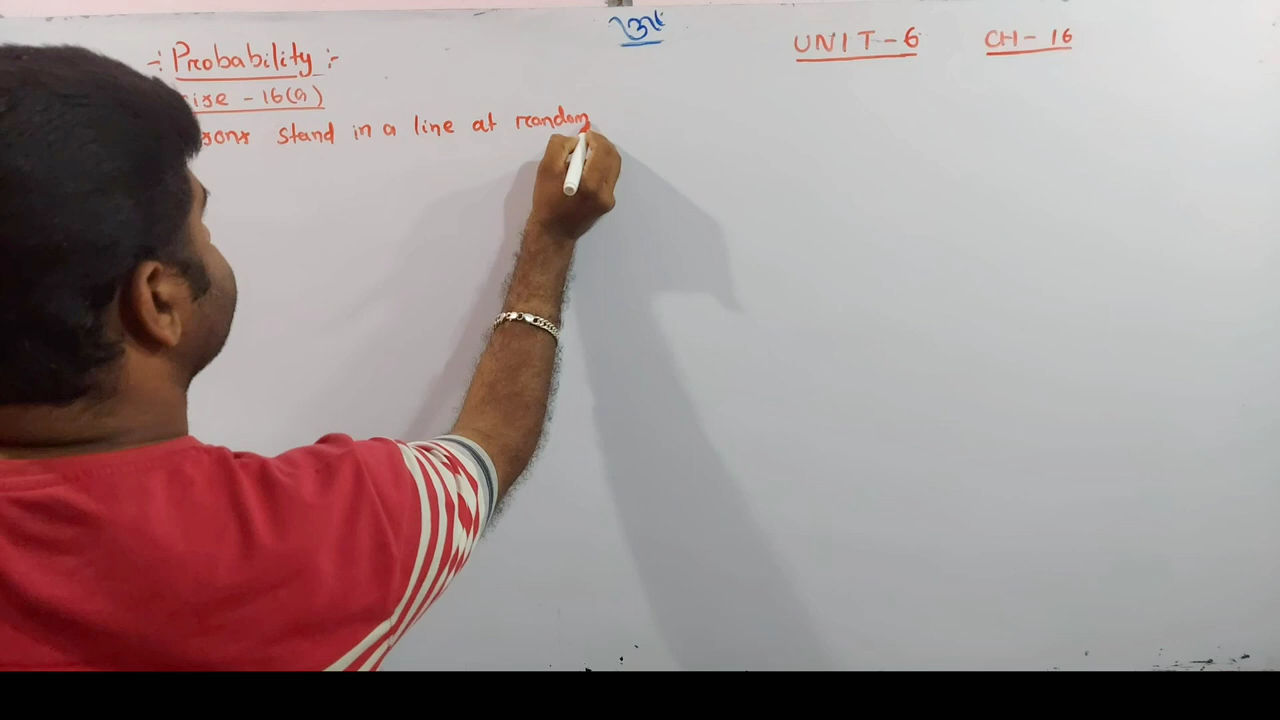 -: Probability :-
UNIT-6 CH-16
ise - 16(a)
sons stand in a line at random